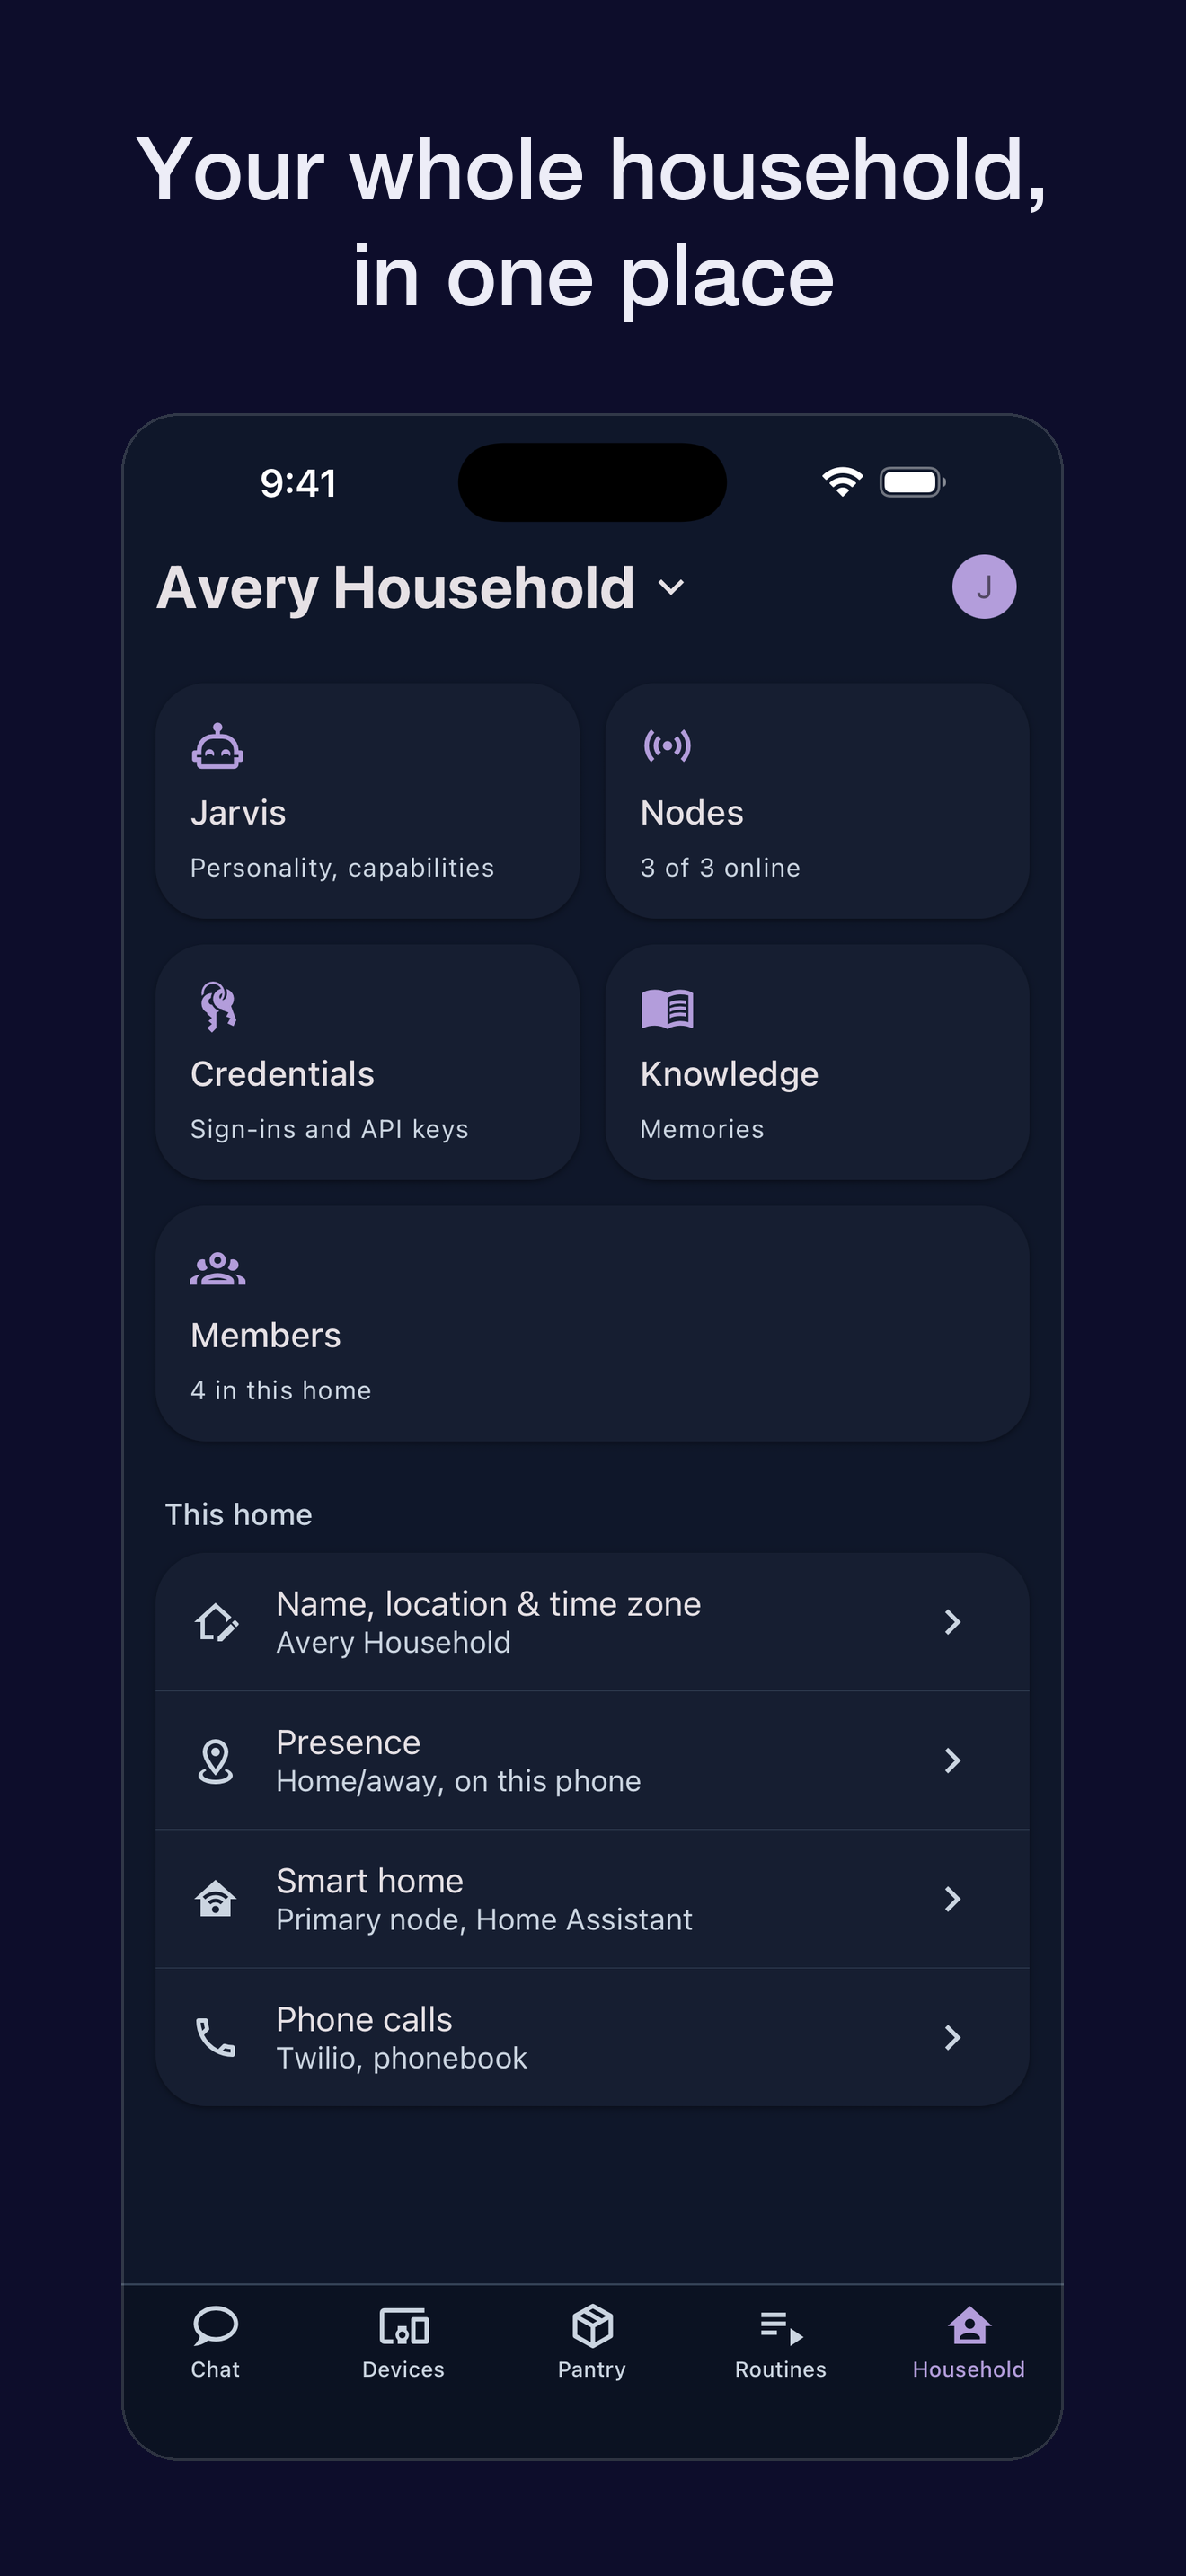 Your whole household,
in one place
9:41
Avery Household
J
Jarvis
Personality, capabilities
Nodes
3 of 3 online
Credentials
Sign-ins and API keys
Knowledge
Memories
Members
4 in this home
This home
Name, location & time zone
Avery Household
Presence
Home/away, on this phone
Smart home
Primary node, Home Assistant
Phone calls
Twilio, phonebook
Chat
Devices
Pantry
Routines
Household